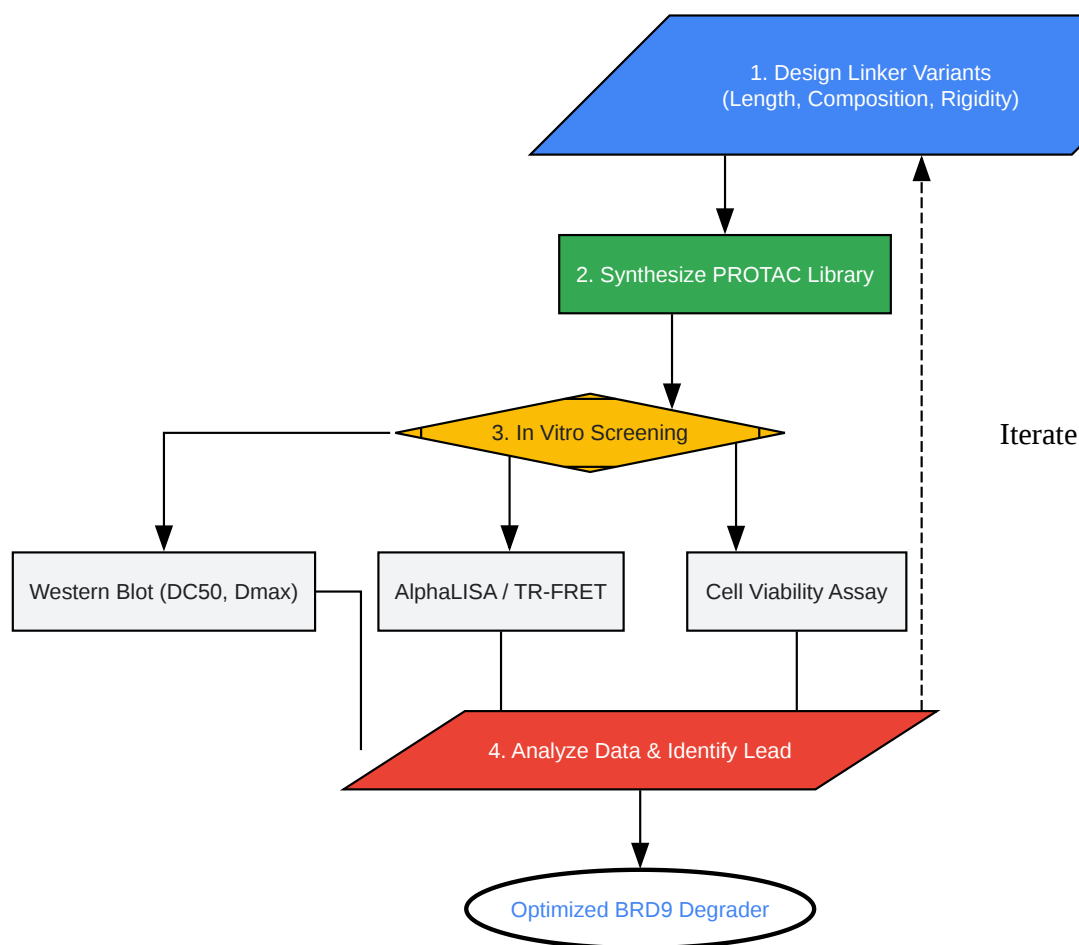 1. Design Linker Variants
(Length, Composition, Rigidity)
2. Synthesize PROTAC Library
3. In Vitro Screening
Iterate
Western Blot (DC50, Dmax)
AlphaLISA / TR-FRET
Cell Viability Assay
4. Analyze Data & Identify Lead
Optimized BRD9 Degrader